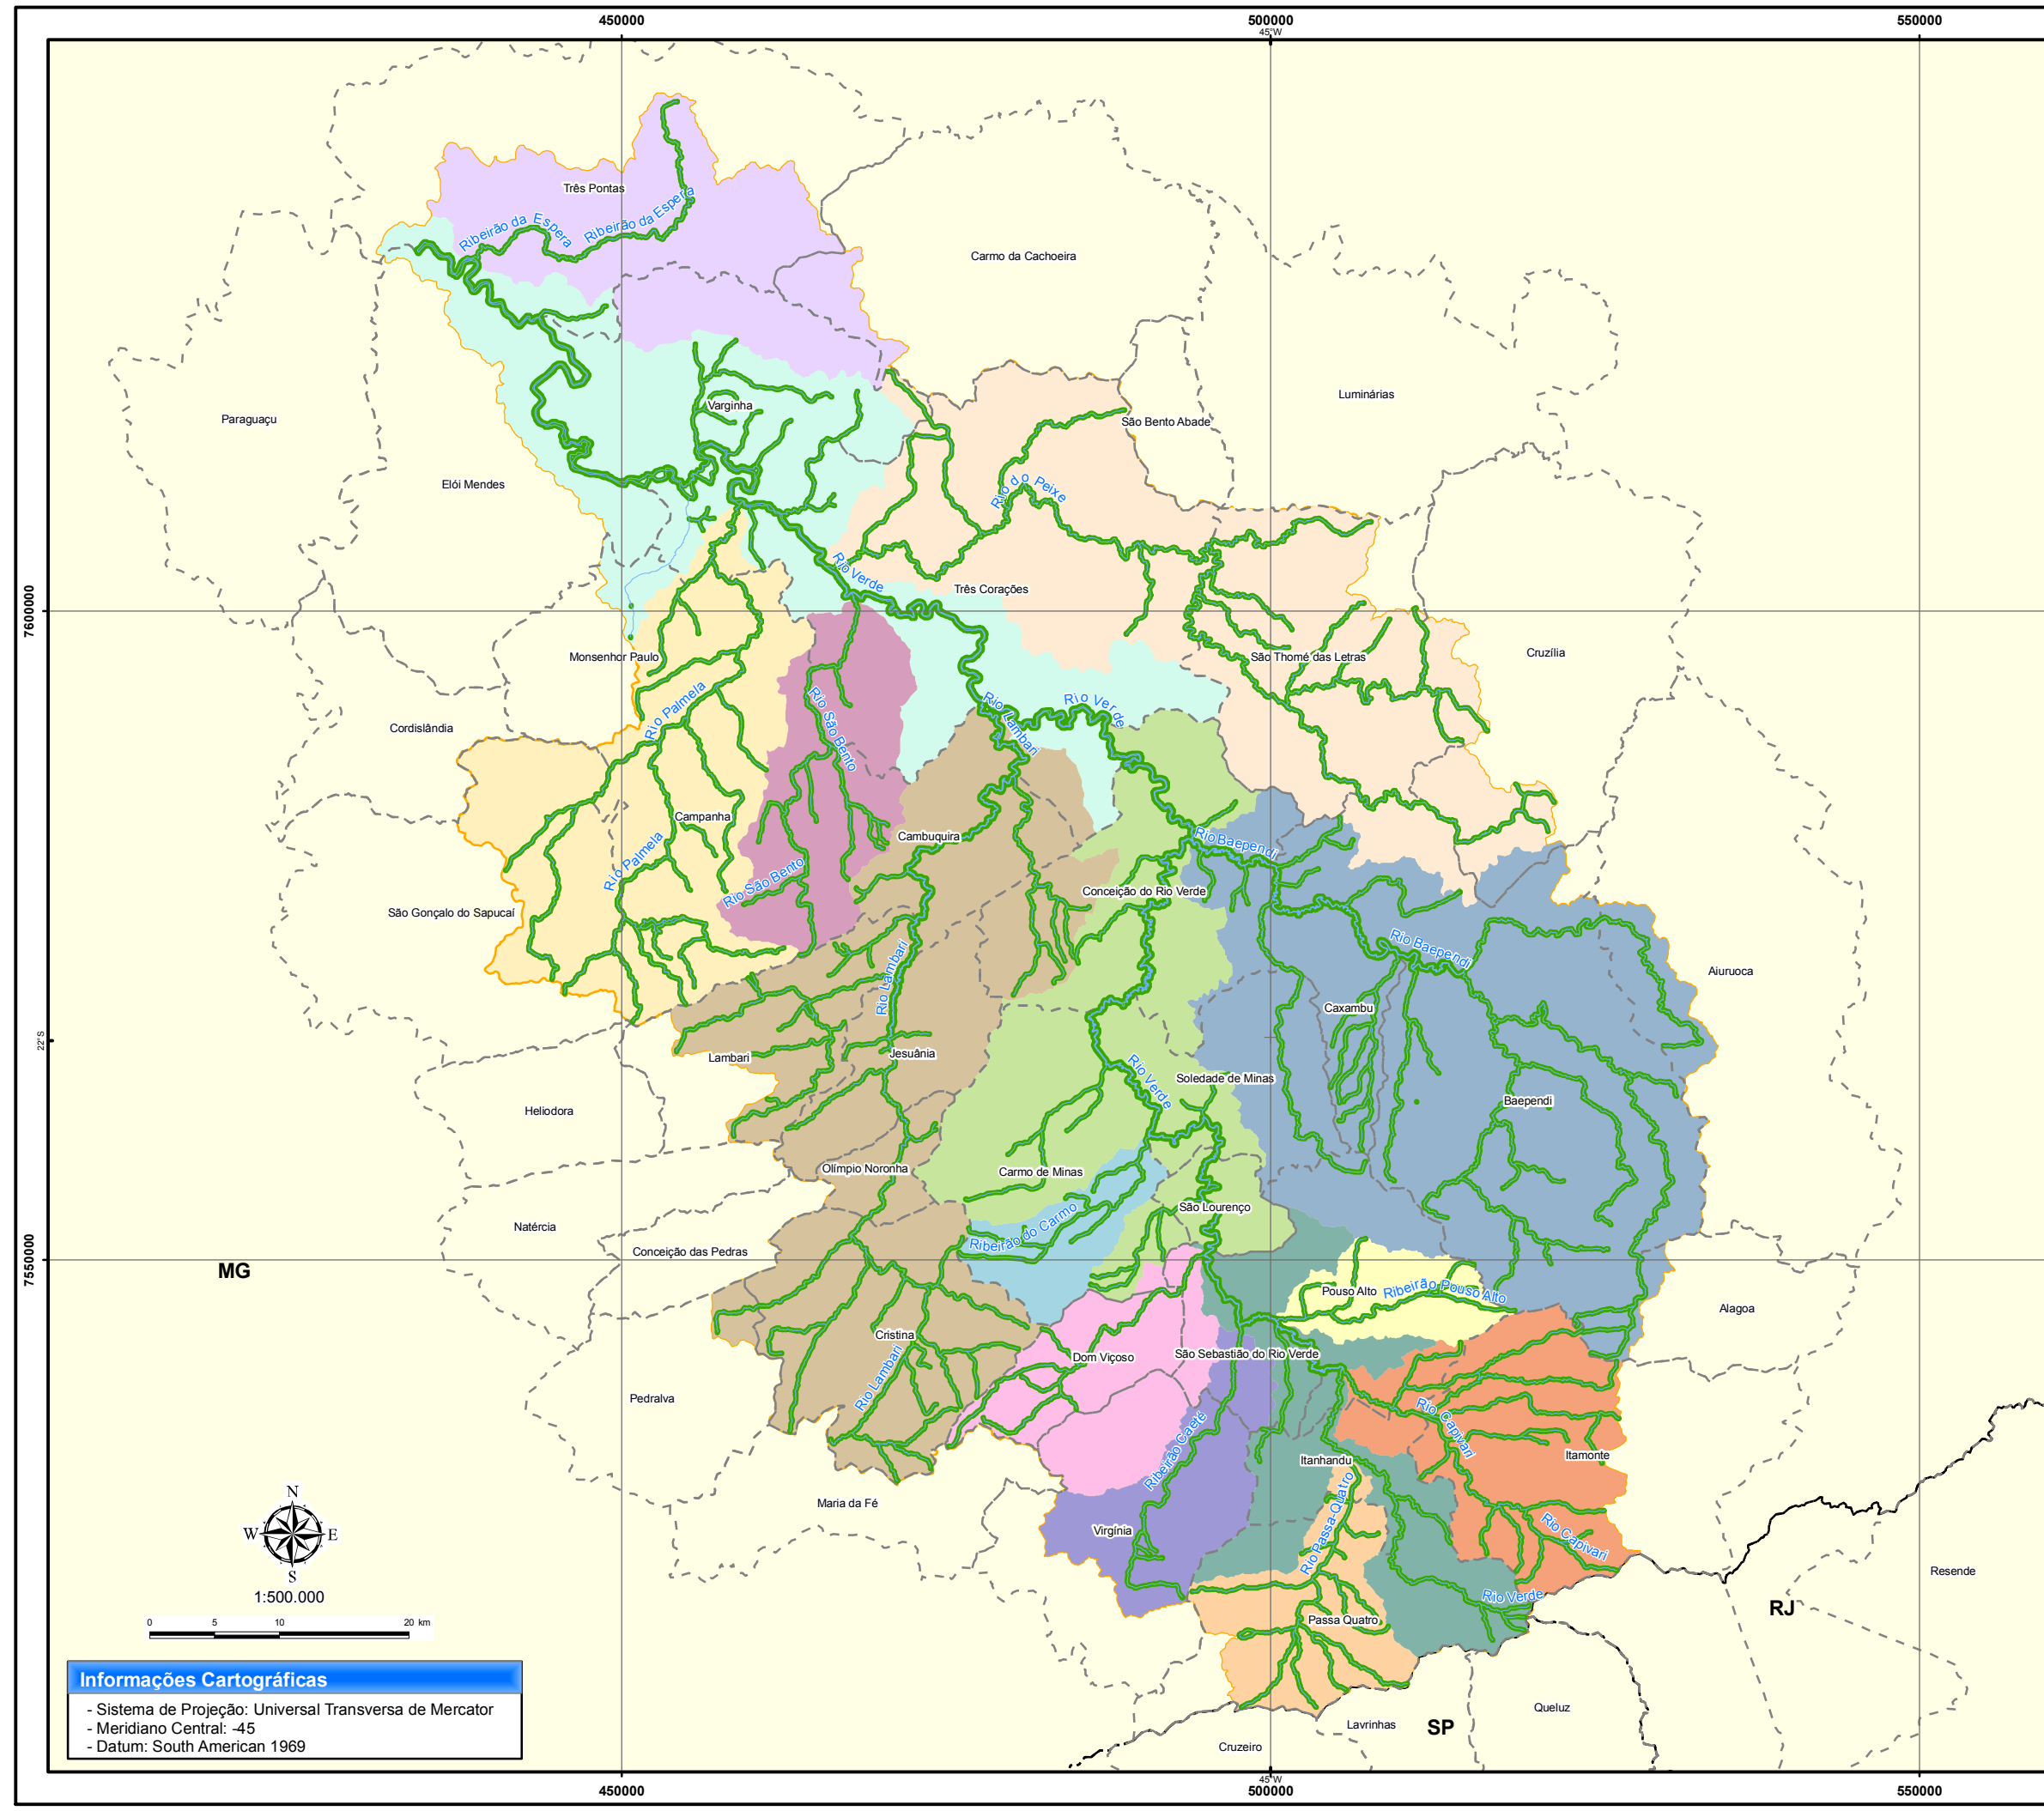 450000
500000
550000
45°W
Três Pontas
Ribeirão da Espera
Ribeirão da Espera
Carmo da Cachoeira
Varginha
Luminárias
Paraguaçu
São Bento Abade
Elói Mendes
Rio do Peixe
Rio Verde
Três Corações
7600000
Monsenhor Paulo
São Thomé das Letras
Cruzília
Rio Palmela
Rio São Bento
Rio Lambari
Rio Verde
Cordislândia
Campanha
Cambuquira
Rio Baependi
Rio Palmela
Rio São Bento
Conceição do Rio Verde
São Gonçalo do Sapucaí
Rio Lambari
Rio Baependi
Aiuruoca
Caxambu
22°S
Lambari
Jesuânia
Rio Verde
Soledade de Minas
Baependi
Heliodora
Olímpio Noronha
Carmo de Minas
São Lourenço
Natércia
Ribeirão do Carmo
Conceição das Pedras
7550000
MG
Pouso Alto
Ribeirão Pouso Alto
Alagoa
Cristina
Dom Viçoso
São Sebastião do Rio Verde
Rio Lambari
Pedralva
Rio Capivari
Ribeirão Caeté
Itanhandu
Itamonte
Maria da Fé
Rio Passa-Quatro
Virgínia
Rio Capivari
Resende
Rio Verde
RJ
Passa Quatro
N
W
E
S
1:500.000
0 5 10 20 km
Informações Cartográficas
- Sistema de Projeção: Universal Transversa de Mercator
- Meridiano Central: -45
- Datum: South American 1969
Queluz
Lavrinhas
SP
Cruzeiro
45°W
450000
500000
550000